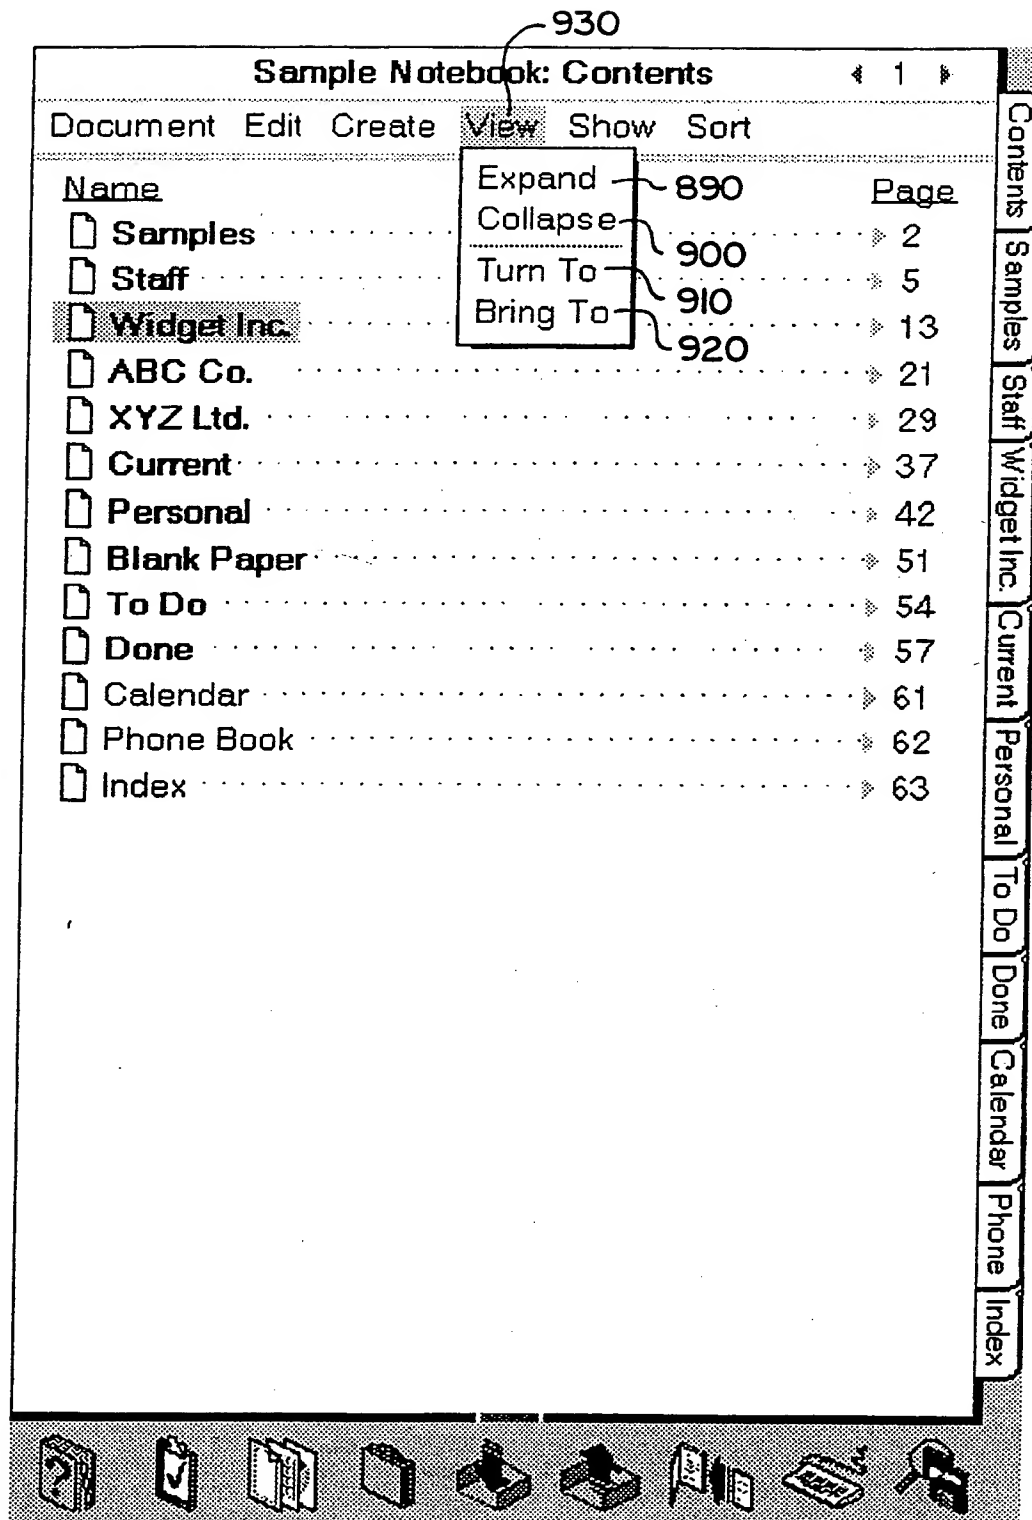 930
Sample Notebook: Contents 1
Document Edit Create View Show Sort
Expand 890
Collapse 900
Turn To 910
Bring To 920
Name Page
Samples 2
Staff 5
Widget Inc. 13
ABC Co. 21
XYZ Ltd. 29
Current 37
Personal 42
Blank Paper 51
To Do 54
Done 57
Calendar 61
Phone Book 62
Index 63
Contents
Samples
Staff
Widget Inc.
Current
Personal
To Do
Done
Calendar
Phone
Index
?